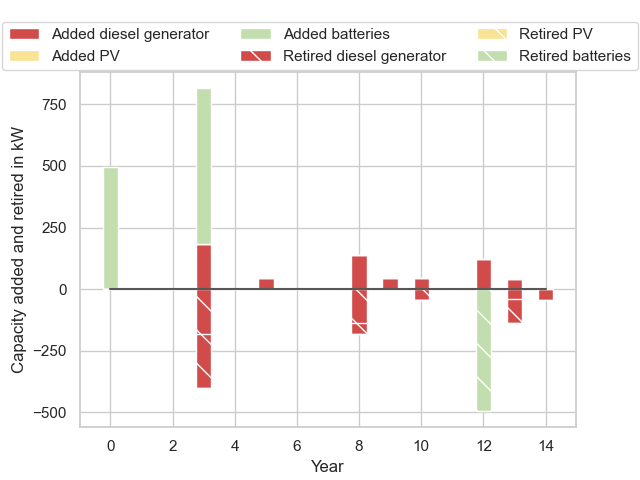 Added diesel generator Added batteries Retired PV
Added PV Retired diesel generator Retired batteries
Capacity added and retired in kW
750
500
250
0
−250
−500
0 2 4 6 8 10 12 14
Year